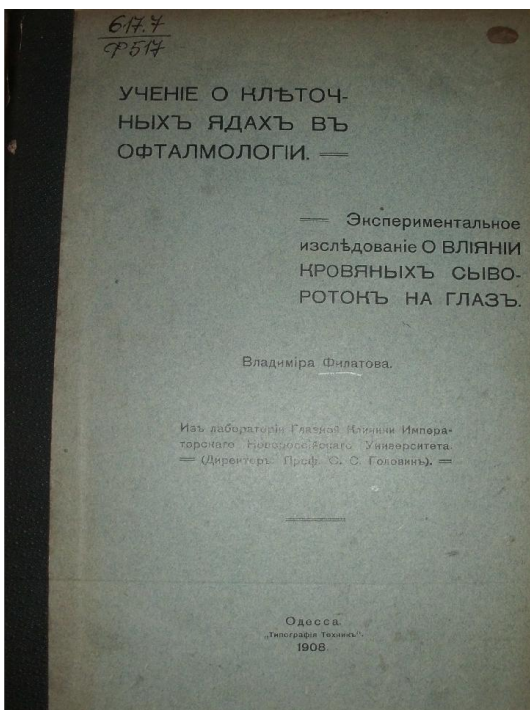 617.7
Ф517
УЧЕНІЕ О КЛѢТОЧ-
НЫХЪ ЯДАХЪ ВЪ
ОФТАЛМОЛОГІИ.
Экспериментальное
изслѣдованіе О ВЛІЯНІИ
КРОВЯНЫХЪ СЫВО-
РОТОКЪ НА ГЛАЗЪ.
Владиміра Филатова.
Изъ лабораторіи Глазной Клиники Импера-
торскаго Новороссійскаго Университета
(Директоръ Проф. С. С. Головинъ).
Одесса.
„Типографія Техникъ".
1908